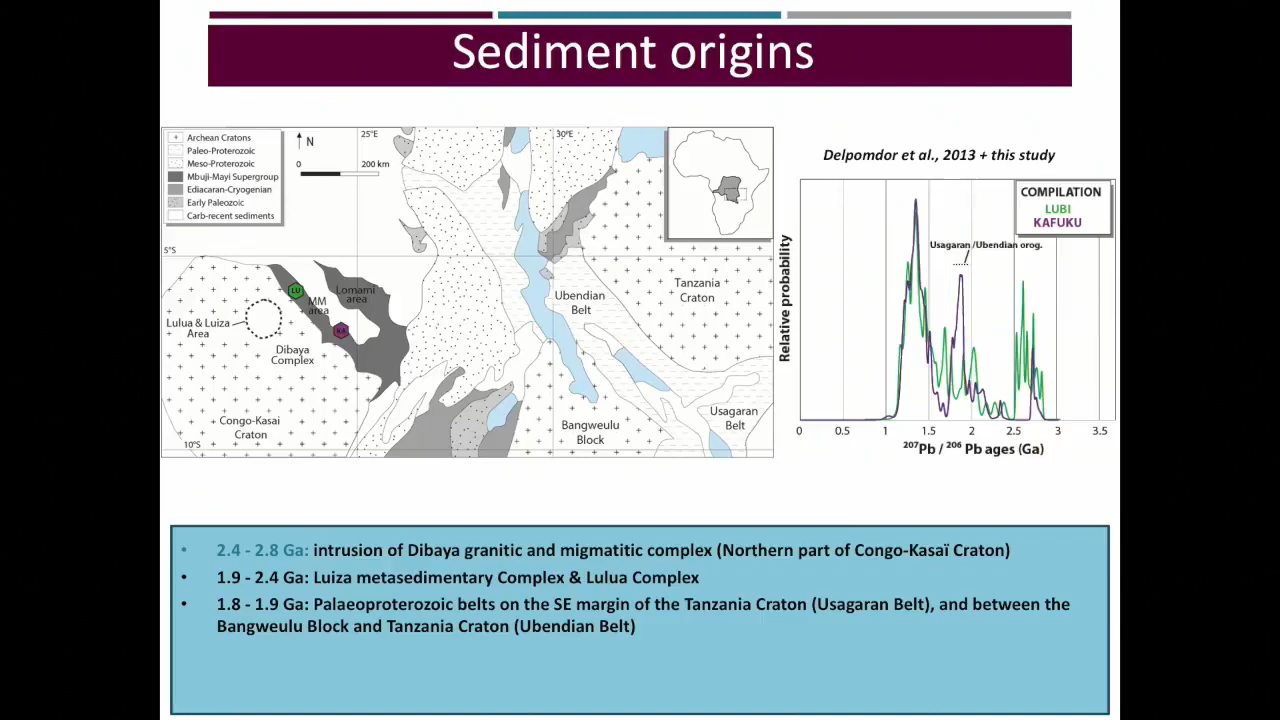 Sediment origins
Archean Cratons
Paleo-Proterozoic
Meso-Proterozoic
Mbuji-Mayi Supergroup
Ediacaran-Cryogenian
Early Paleozoic
Carb-recent sediments
N
0 200 km
25°E
30°E
5°S
10°S
LU
MM
area
Lomami
area
KA
Lulua & Luiza
Area
Dibaya
Complex
Congo-Kasai
Craton
Ubendian
Belt
Tanzania
Craton
Bangweulu
Block
Usagaran
Belt
Delpomdor et al., 2013 + this study
COMPILATION
LUBI
KAFUKU
Usagaran /Ubendian orog.
Relative probability
0 0.5 1 1.5 2 2.5 3 3.5
207Pb / 206 Pb ages (Ga)
• 2.4 - 2.8 Ga: intrusion of Dibaya granitic and migmatitic complex (Northern part of Congo-Kasaï Craton)
• 1.9 - 2.4 Ga: Luiza metasedimentary Complex & Lulua Complex
• 1.8 - 1.9 Ga: Palaeoproterozoic belts on the SE margin of the Tanzania Craton (Usagaran Belt), and between the
Bangweulu Block and Tanzania Craton (Ubendian Belt)